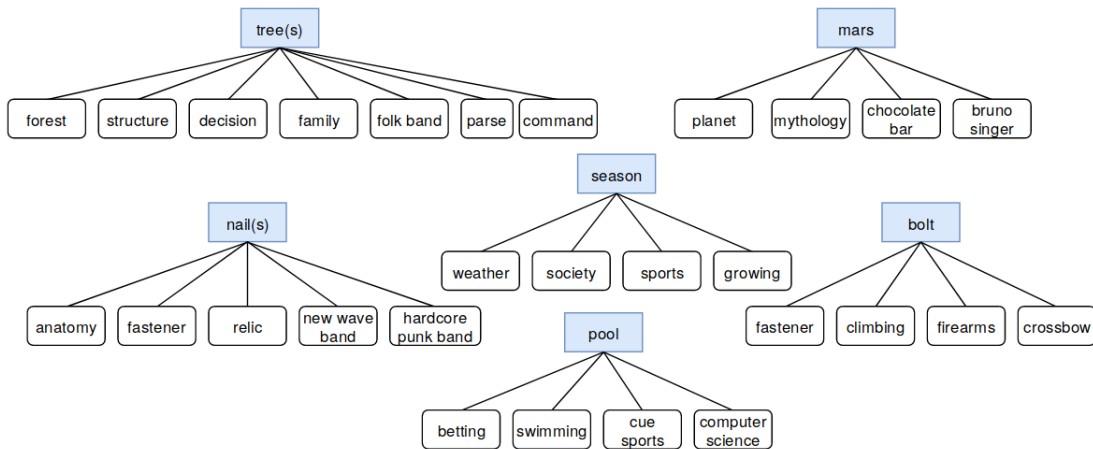 tree(s)
forest
structure
decision
family
folk band
parse
command
mars
planet
mythology
chocolate
bar
bruno
singer
season
weather
society
sports
growing
nail(s)
anatomy
fastener
relic
new wave
band
hardcore
punk band
bolt
fastener
climbing
firearms
crossbow
pool
betting
swimming
cue
sports
computer
science